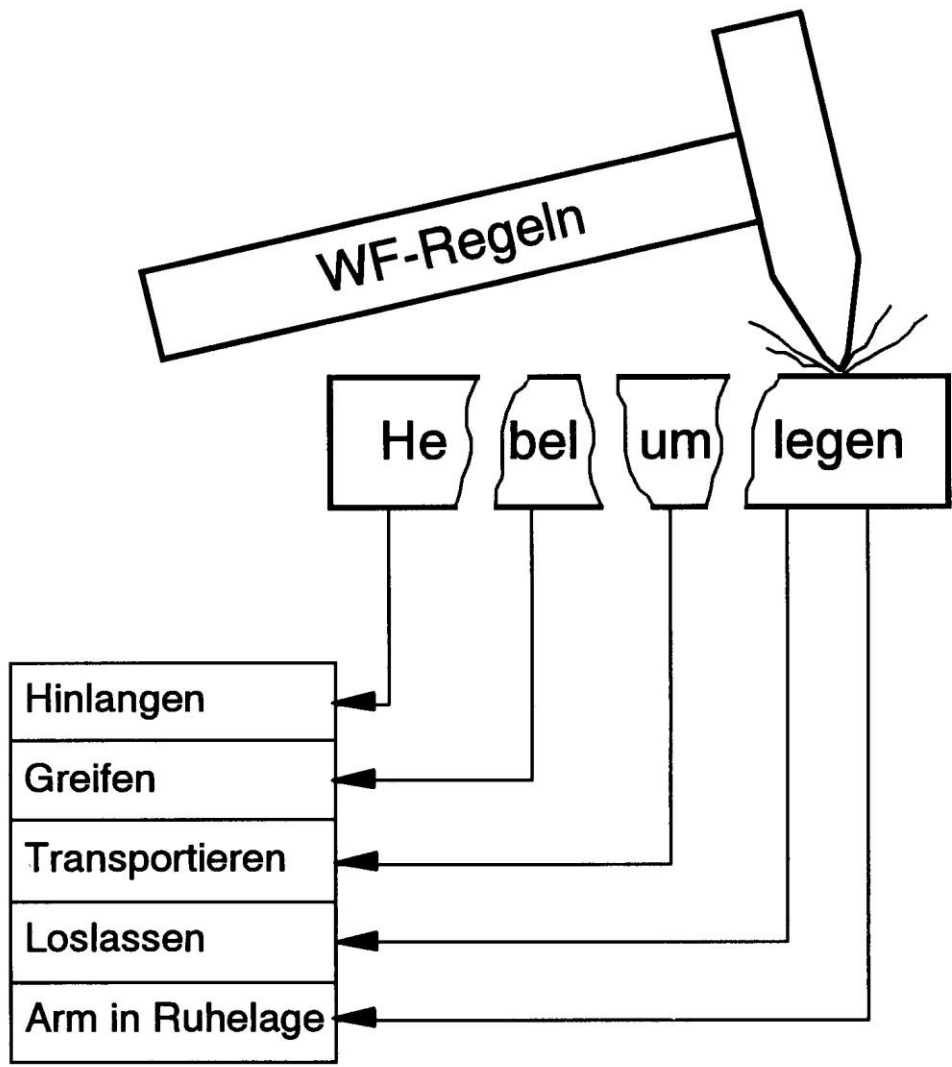 WF-Regeln
He bel um legen
Hinlangen
Greifen
Transportieren
Loslassen
Arm in Ruhelage